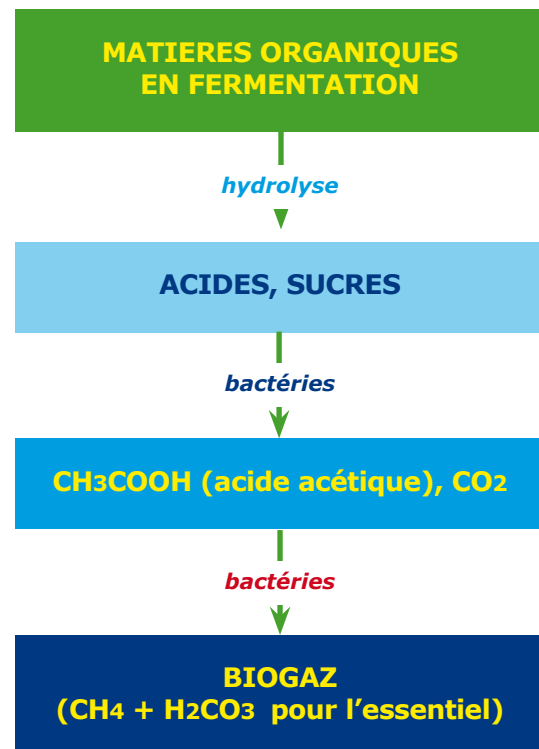 MATIERES ORGANIQUES
EN FERMENTATION
hydrolyse
ACIDES, SUCRES
bactéries
CH3COOH (acide acétique), CO2
bactéries
BIOGAZ
(CH4 + H2CO3 pour l’essentiel)